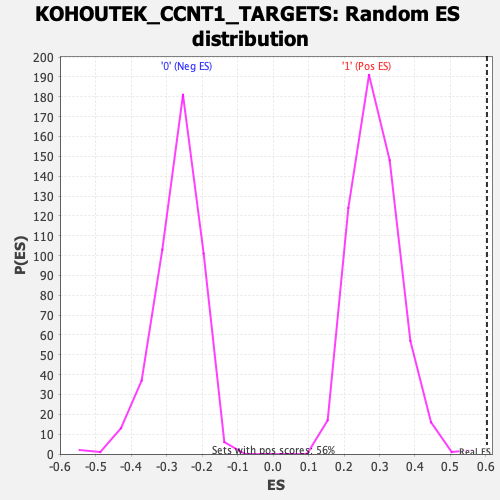 KOHOUTEK_CCNT1_TARGETS: Random ES
distribution
'0' (Neg ES)
'1' (Pos ES)
200
190
180
170
160
150
140
130
120
110
100
90
80
70
60
50
40
30
20
10
0
P(ES)
Sets with pos scores: 56%
Real ES
-0.6 -0.5 -0.4 -0.3 -0.2 -0.1 0.0 0.1 0.2 0.3 0.4 0.5 0.6
ES